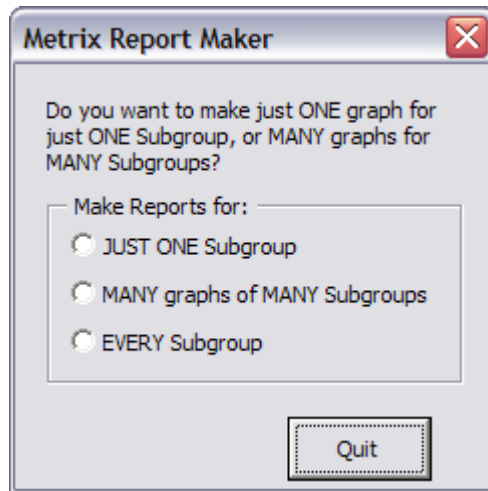 Metrix Report Maker
Do you want to make just ONE graph for
just ONE Subgroup, or MANY graphs for
MANY Subgroups?
Make Reports for:
JUST ONE Subgroup
MANY graphs of MANY Subgroups
EVERY Subgroup
Quit